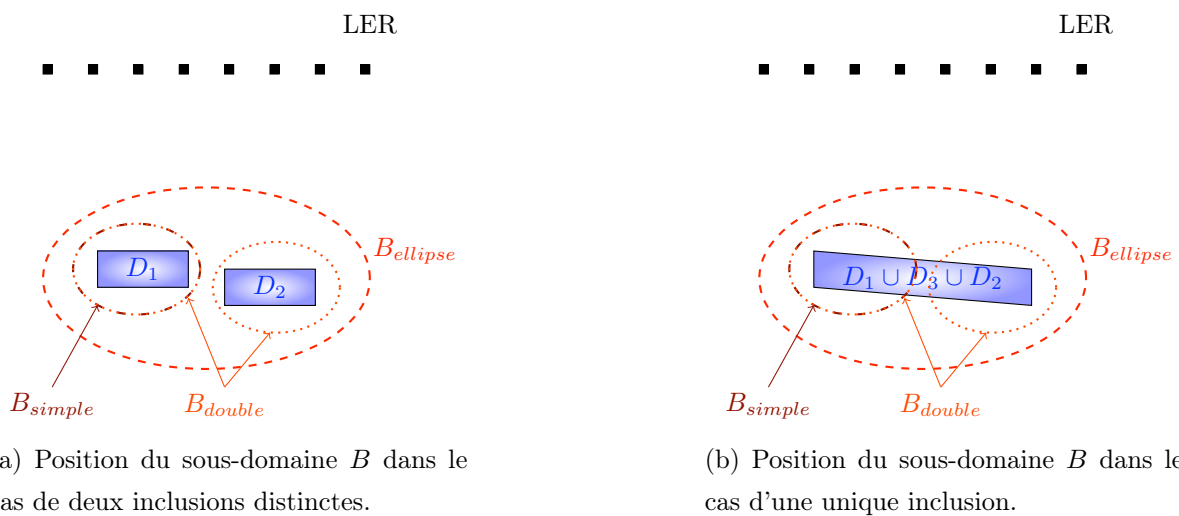 LER
D1
D2
Bellipse
Bsimple
Bdouble
a) Position du sous-domaine B dans le
as de deux inclusions distinctes.
LER
D1 ∪ D3 ∪ D2
Bellipse
Bsimple
Bdouble
(b) Position du sous-domaine B dans le
cas d'une unique inclusion.